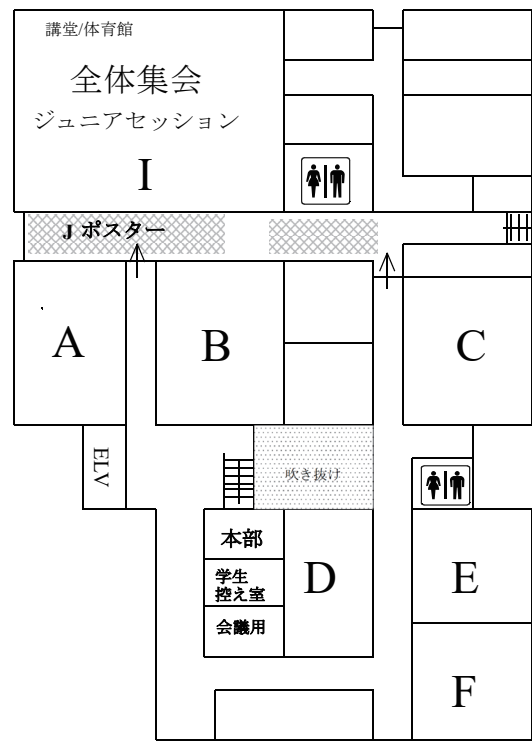 講堂/体育館
全体集会
ジュニアセッション
I
J ポスター
A
B
C
ELV
吹き抜け
本部
学生
控え室
会議用
D
E
F